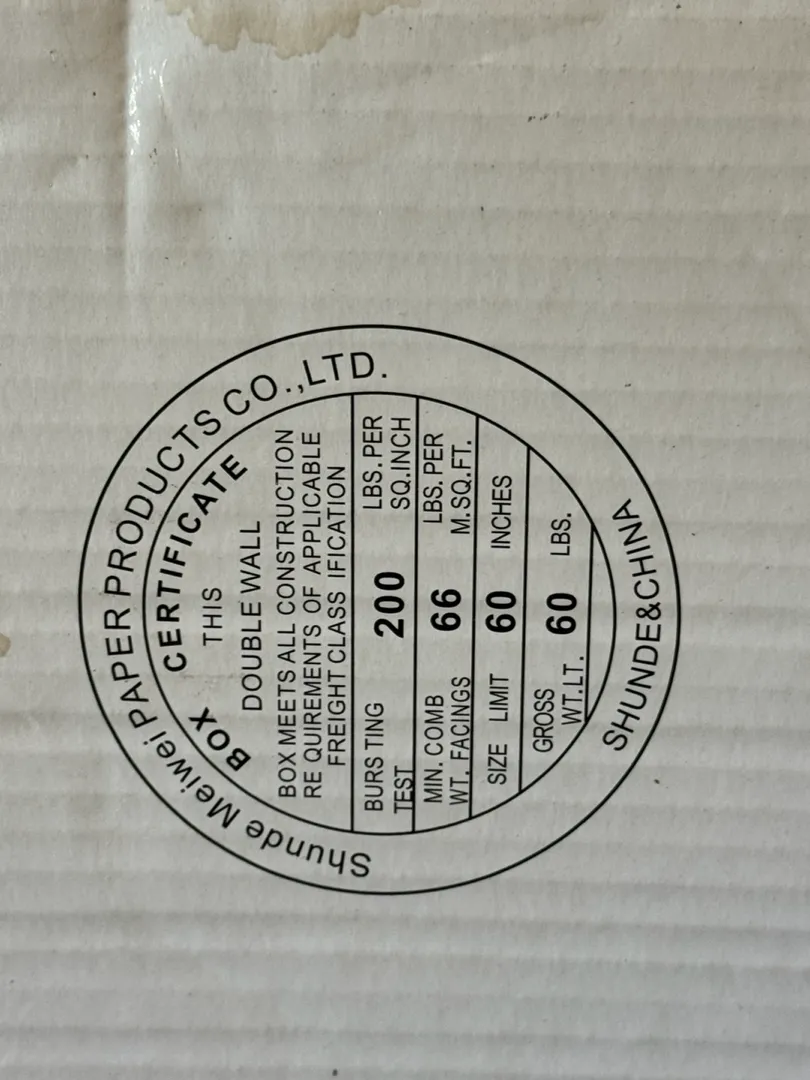 Shunde Meiwei PAPER PRODUCTS CO.,LTD.
BOX CERTIFICATE
THIS
DOUBLE WALL
BOX MEETS ALL CONSTRUCTION
RE QUIREMENTS OF APPLICABLE
FREIGHT CLASS IFICATION
BURS TING TEST 200 LBS. PER SQ.INCH
MIN. COMB WT. FACINGS 66 LBS. PER M.SQ.FT.
SIZE LIMIT 60 INCHES
GROSS WT.LT. 60 LBS.
SHUNDE&CHINA